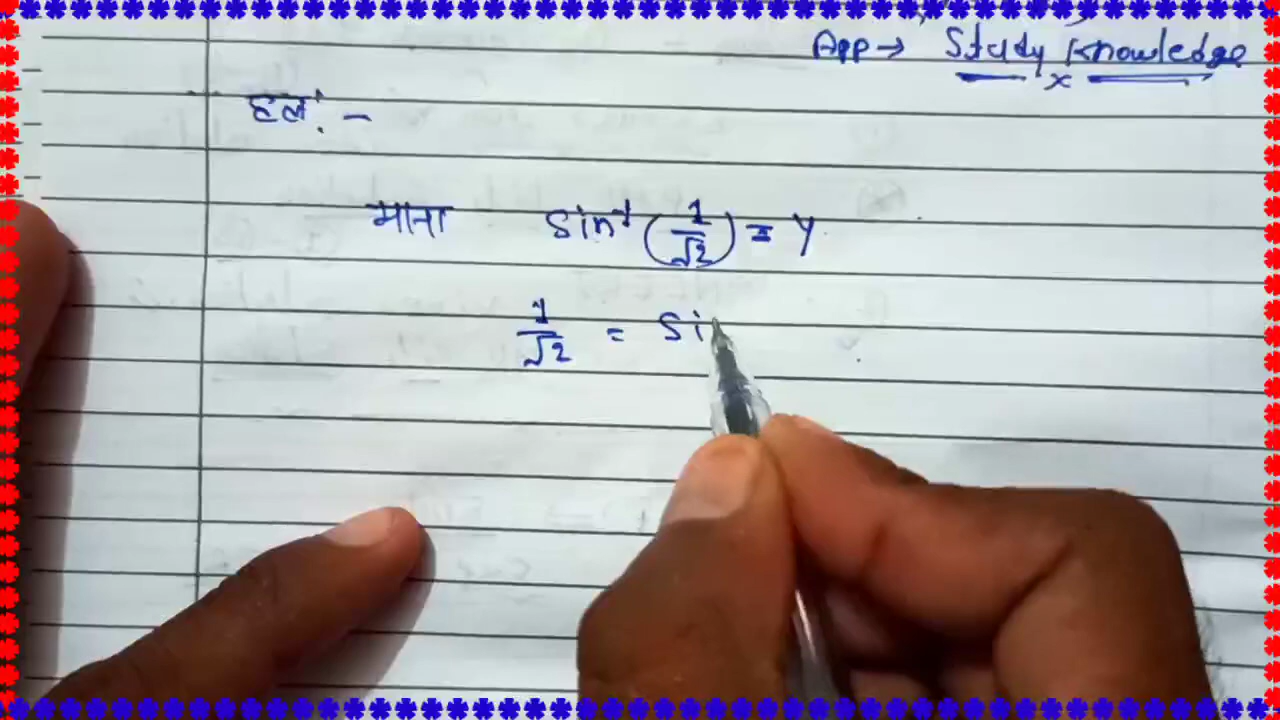 App → Study Knowledge
x
हल: -
माना sin⁻¹(1/√2) = y
1/√2 = Si